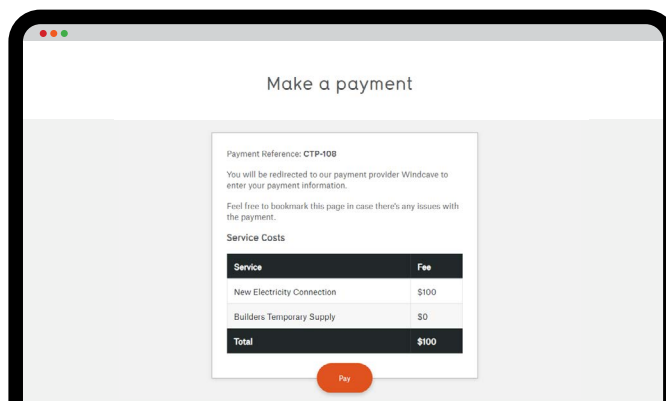 Make a payment
Payment Reference: CTP-108
You will be redirected to our payment provider Windcave to
enter your payment information.
Feel free to bookmark this page in case there's any issues with
the payment.
Service Costs
Service Fee
New Electricity Connection $100
Builders Temporary Supply $0
Total $100
Pay